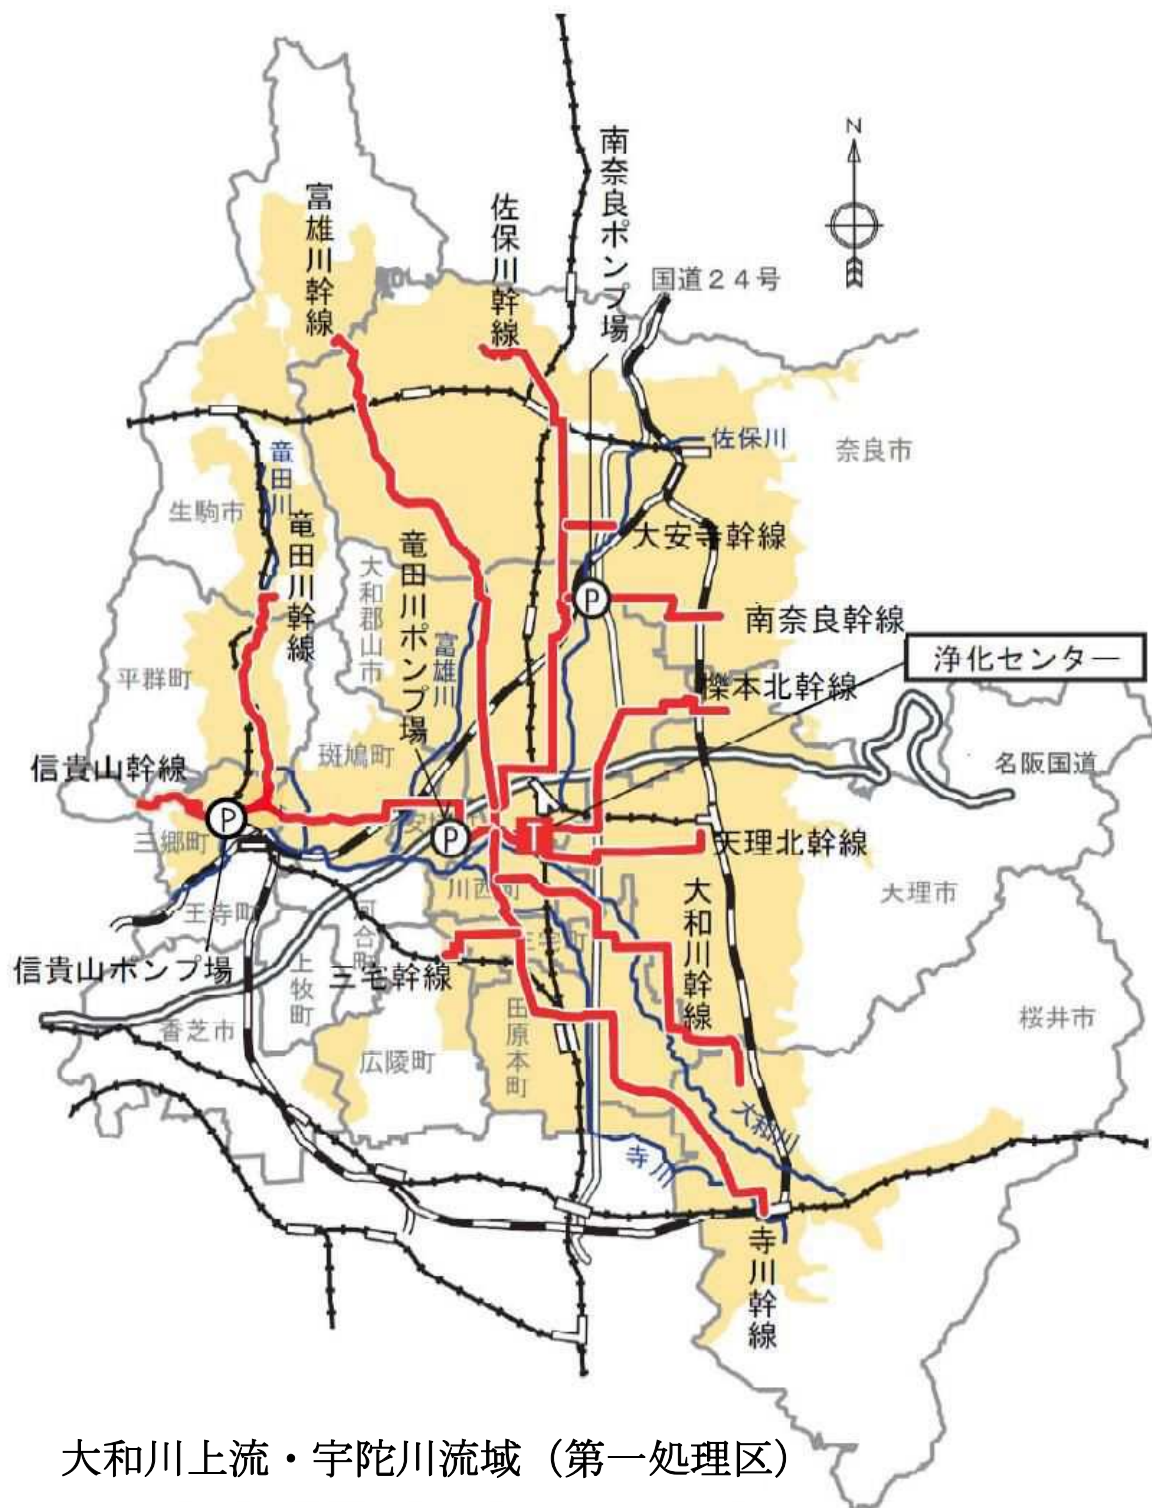 N
南奈良ポンプ場
富雄川幹線
佐保川幹線
国道24号
佐保川
奈良市
竜田川
生駒市
竜田川幹線
大安寺幹線
竜田川ポンプ場
大和郡山市
P
南奈良幹線
富雄川
浄化センター
平群町
櫟本北幹線
斑鳩町
信貴山幹線
名阪国道
P
P
T
三郷町
天理北幹線
川西町
大和川幹線
大理市
王寺町
河合町
三宅町
信貴山ポンプ場
上牧町
三宅幹線
田原本町
香芝市
広陵町
桜井市
大和川
寺川
寺川幹線
大和川上流・宇陀川流域（第一処理区）